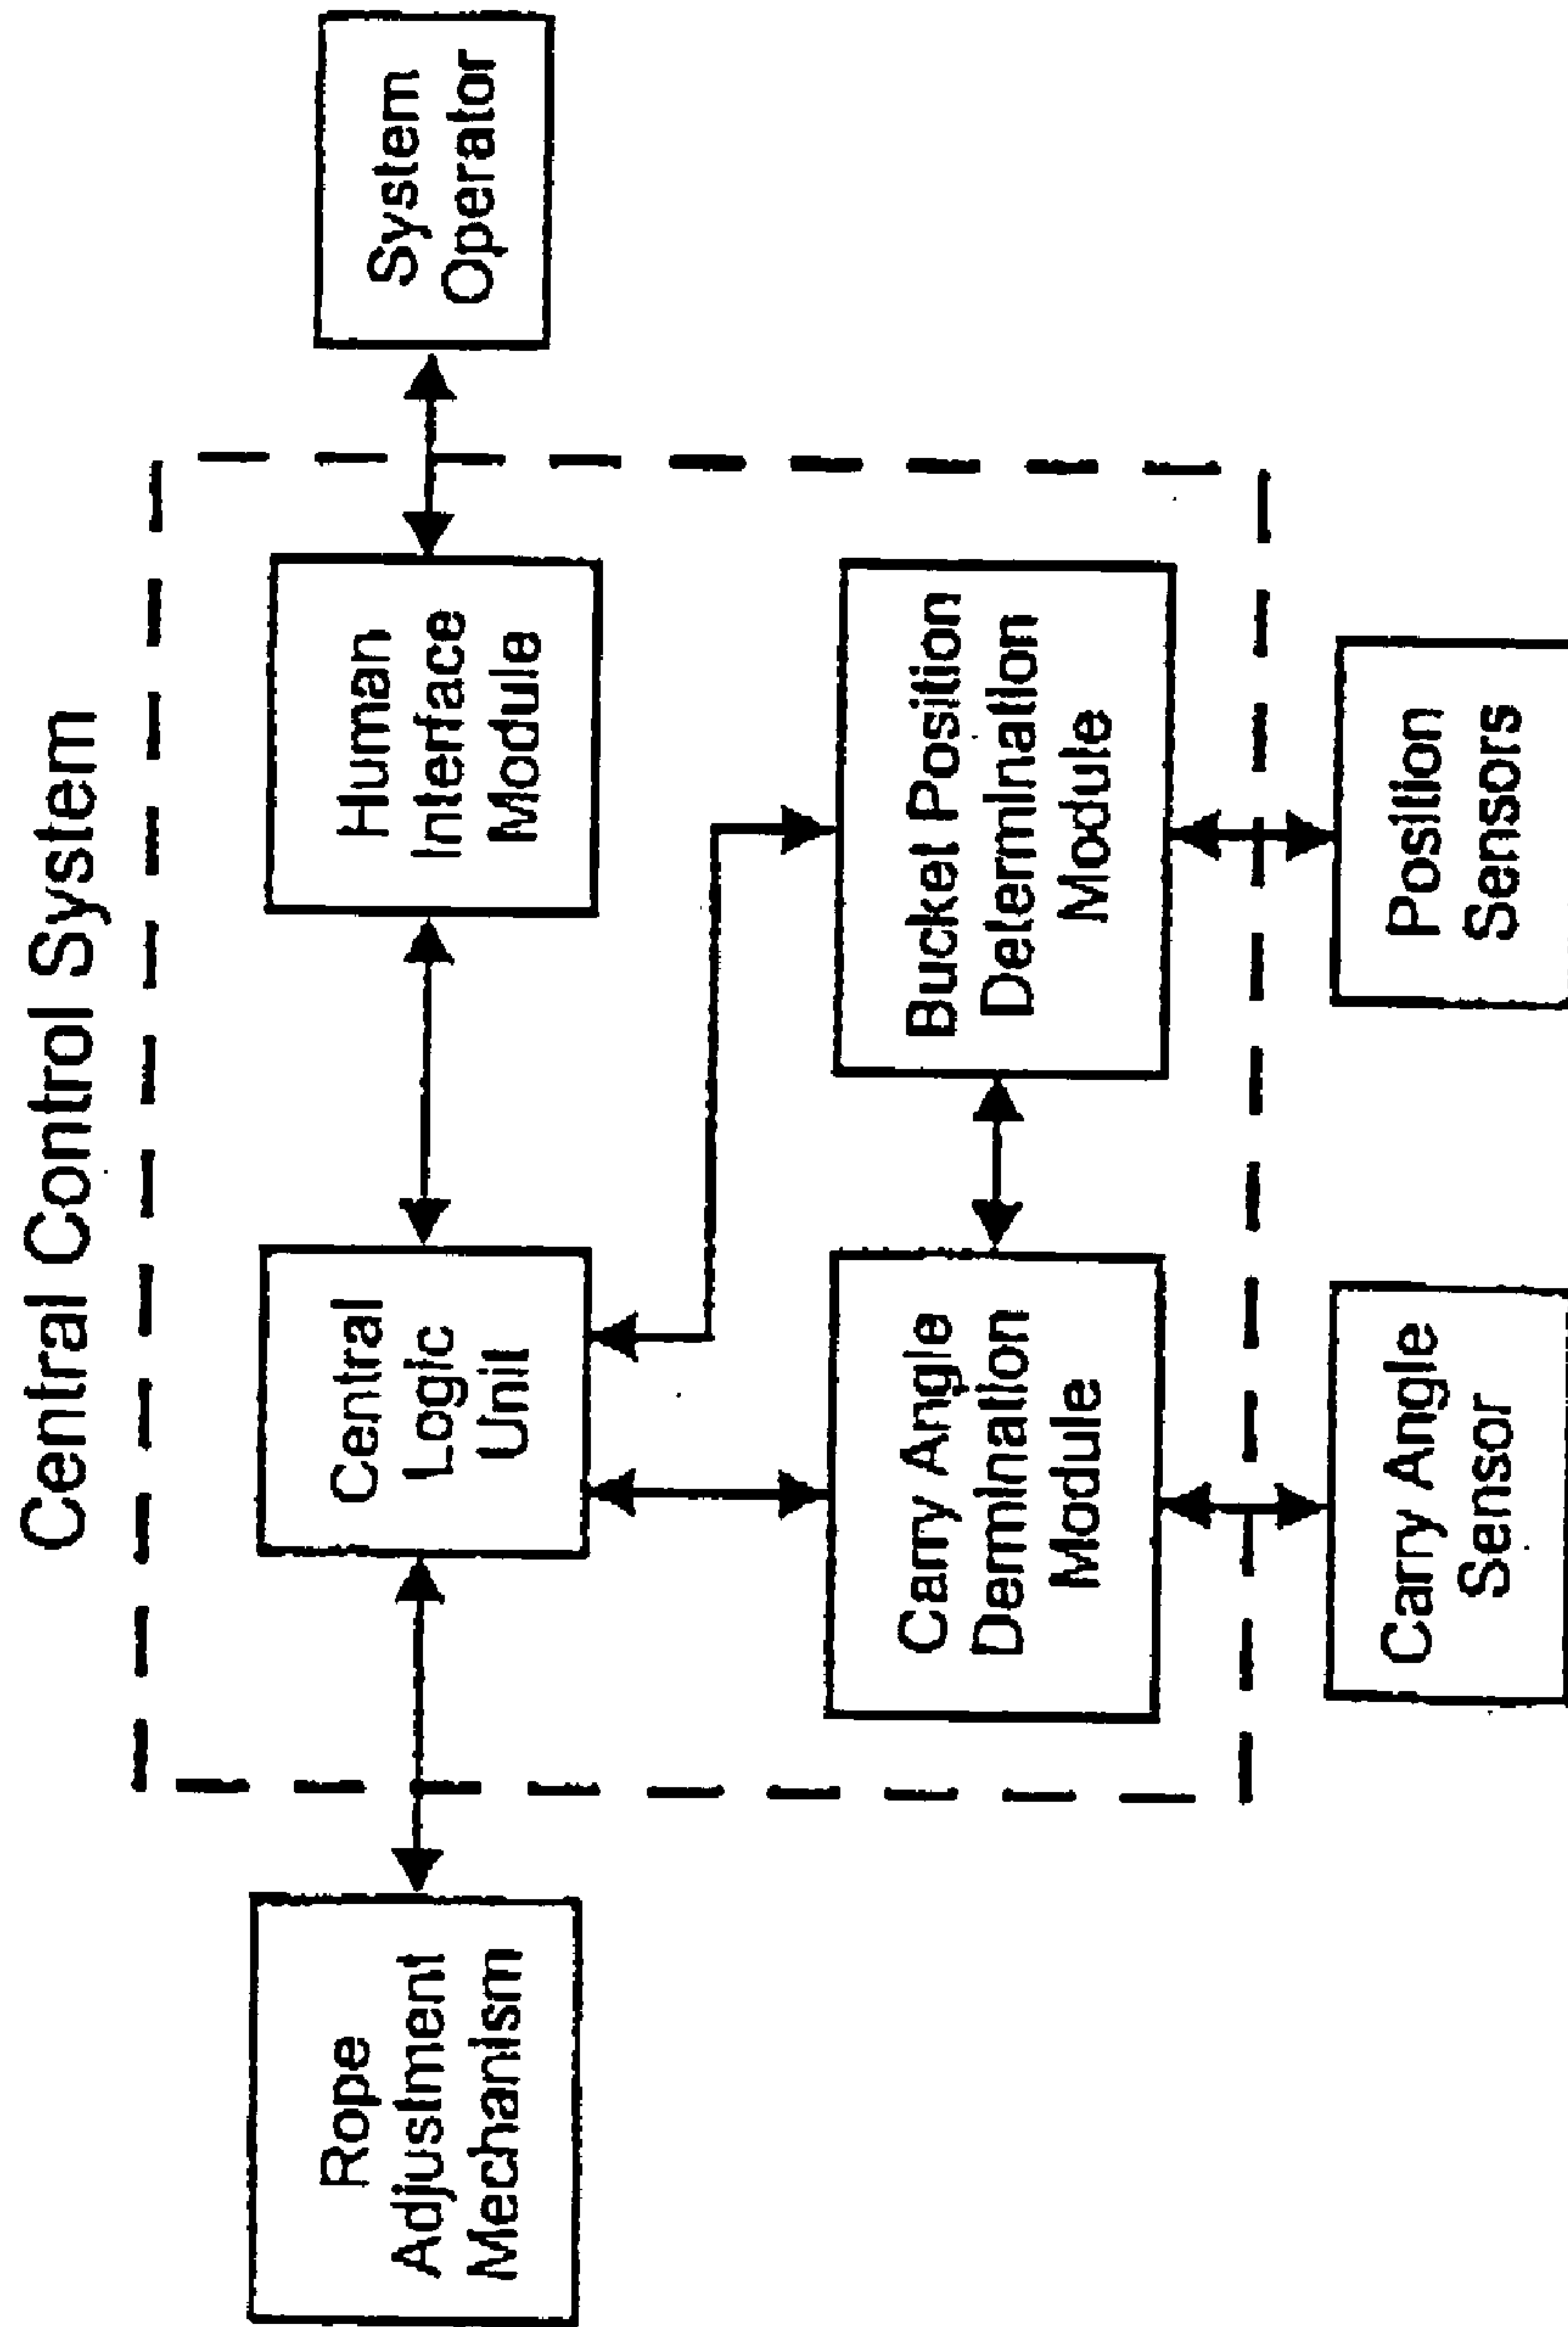 Central Control System
Rope
Adjustment
Mechanism
Central
Logic
Unit
Human
Interface
Module
System
Operator
Carry Angle
Dermination
Module
Bucket Position
Determination
Module
Carry Angle
Sensor
Position
Sensors